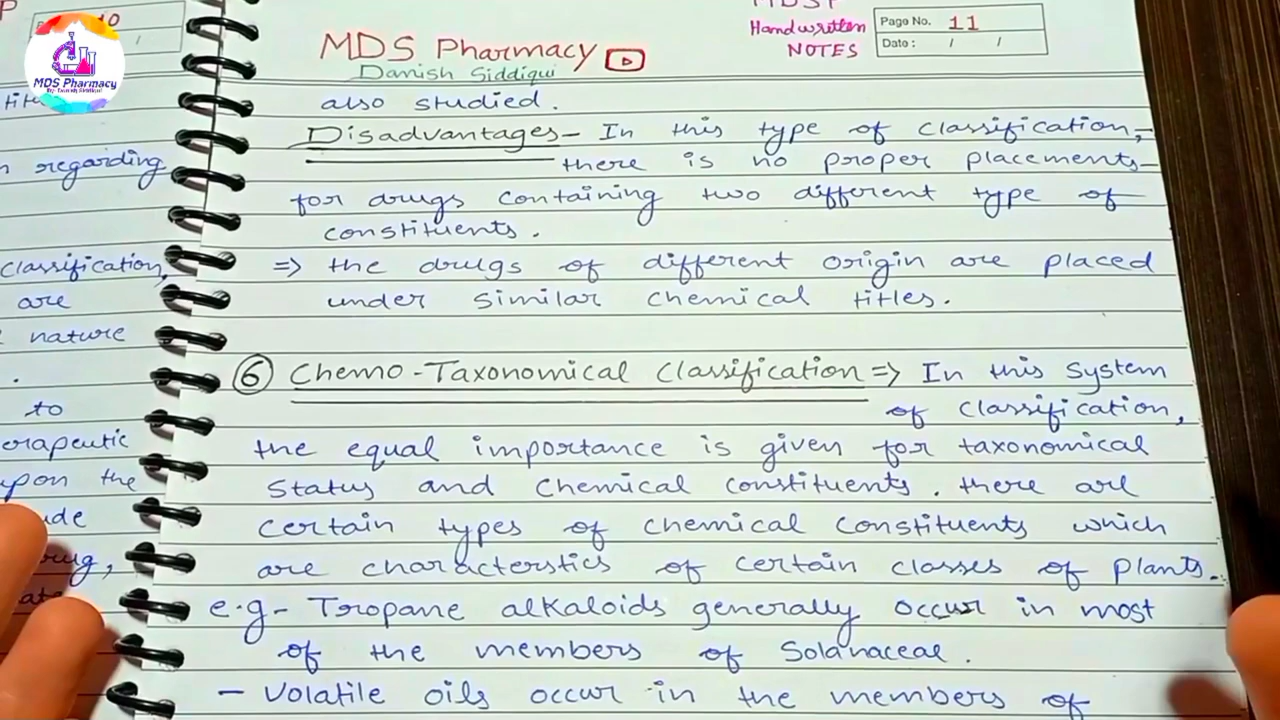 10
MDS Pharmacy
MDS Pharmacy
Danish Siddiqui
Handwritten
NOTES
Page No. 11
Date: / /
regarding
classification,
are
nature
.
to
upon the
also studied.
Disadvantages - In this type of classification,
there is no proper placements
for drugs containing two different type of
constituents.
=> the drugs of different origin are placed
under similar chemical titles.
6 Chemo-Taxonomical Classification => In this System
of classification,
the equal importance is given for taxonomical
Status and Chemical constituents. there are
certain types of chemical constituents which
are characterstics of certain classes of plants.
e.g- Tropane alkaloids generally occur in most
of the members of Solanaceae.
- Volatile oils occur in the members of